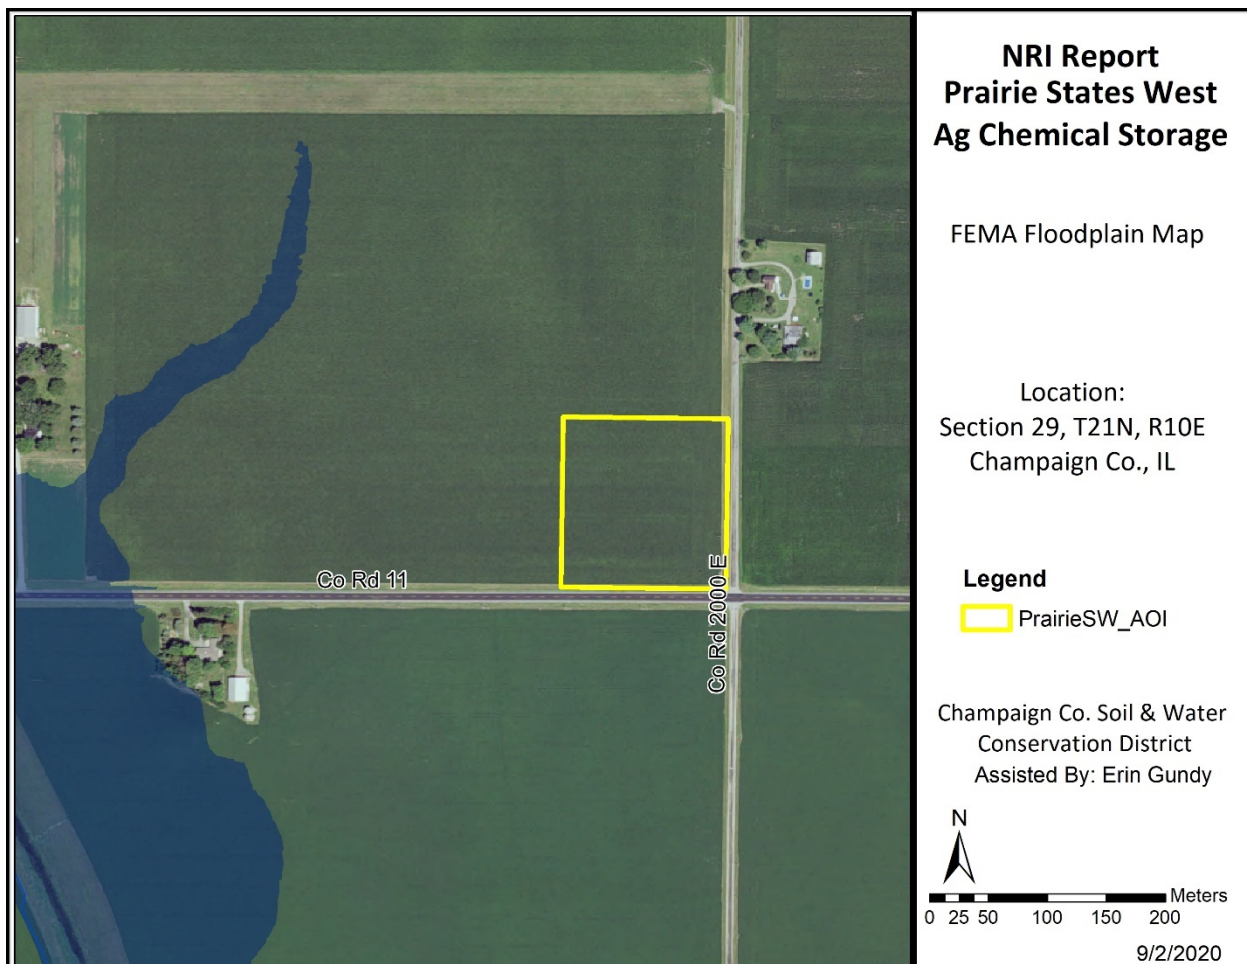 NRI Report
Prairie States West
Ag Chemical Storage
FEMA Floodplain Map
Location:
Section 29, T21N, R10E
Champaign Co., IL
Legend
PrairieSW_AOI
Champaign Co. Soil & Water
Conservation District
Assisted By: Erin Gundy
N
Meters
0 25 50 100 150 200
9/2/2020
Co Rd 11
Co Rd 2000 E